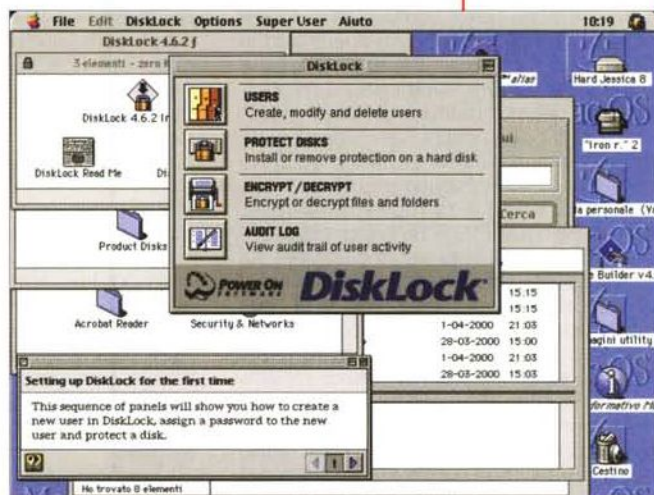 File Edit DiskLock Options Super User Aiuto 10:19
DiskLock 4.6.2 ƒ
3 elementi - zero
DiskLock 4.6.2 In
DiskLock Read Me
Product Disks
Acrobat Reader
Security & Networks
DiskLock
USERS
Create, modify and delete users
PROTECT DISKS
Install or remove protection on a hard disk
ENCRYPT / DECRYPT
Encrypt or decrypt files and folders
AUDIT LOG
View audit trail of user activity
POWER ON
SOFTWARE
DiskLock
alias
ui
Cerca
15.15
15.15
1-04-2000 21:03
28-03-2000 15:00
1-04-2000 21:03
28-03-2000 15:03
Setting up DiskLock for the first time
This sequence of panels will show you how to create a
new user in DiskLock, assign a password to the new
user and protect a disk.
?
1
Ho trovato 8 elementi
Hard Jessica 8
"Iron r." 2
a personale (Y
e Builder v4.
agini utility
formative M
Cestino